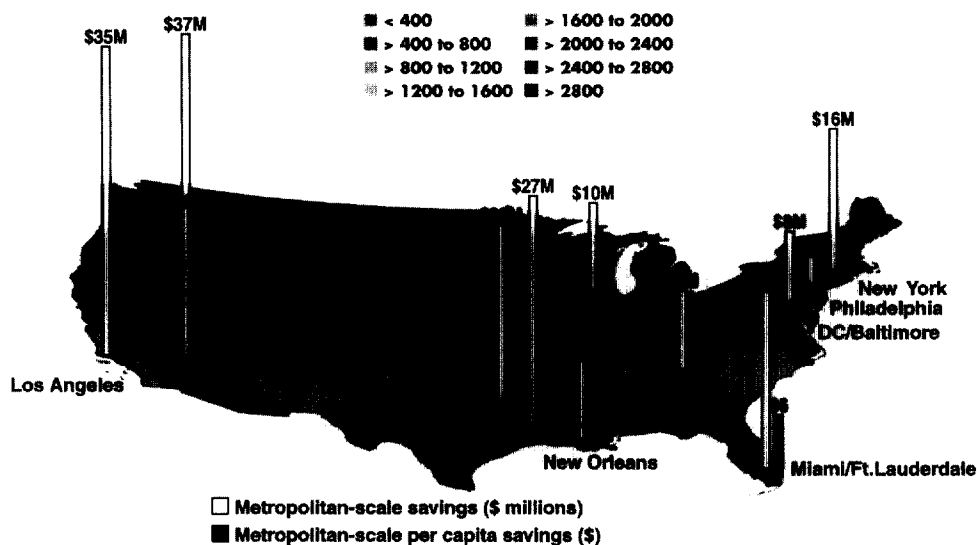 $35M
$37M
< 400
> 400 to 800
> 800 to 1200
> 1200 to 1600
> 1600 to 2000
> 2000 to 2400
> 2400 to 2800
> 2800
$16M
$27M
$10M
New York
Philadelphia
DC/Baltimore
Los Angeles
New Orleans
Miami/Ft.Lauderdale
Metropolitan-scale savings ($ millions)
Metropolitan-scale per capita savings ($)